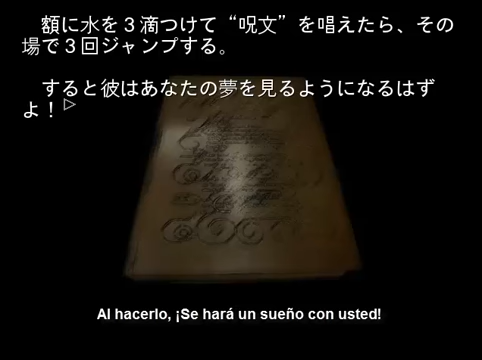 額に水を３滴つけて“呪文”を唱えたら、その
場で３回ジャンプする。
すると彼はあなたの夢を見るようになるはず
よ！
Al hacerlo, ¡Se hará un sueño con usted!